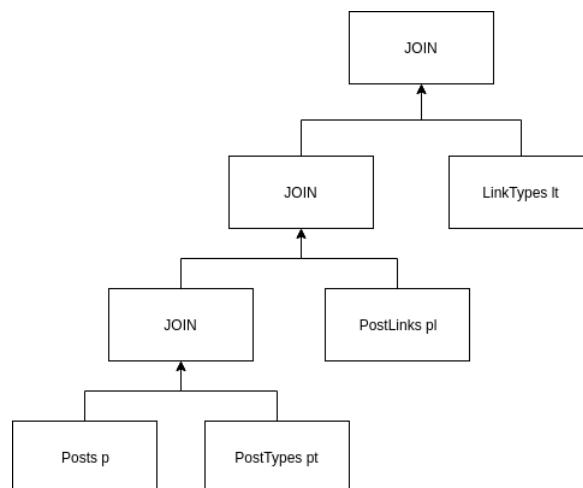 JOIN
JOIN
LinkTypes lt
JOIN
PostLinks pl
Posts p
PostTypes pt